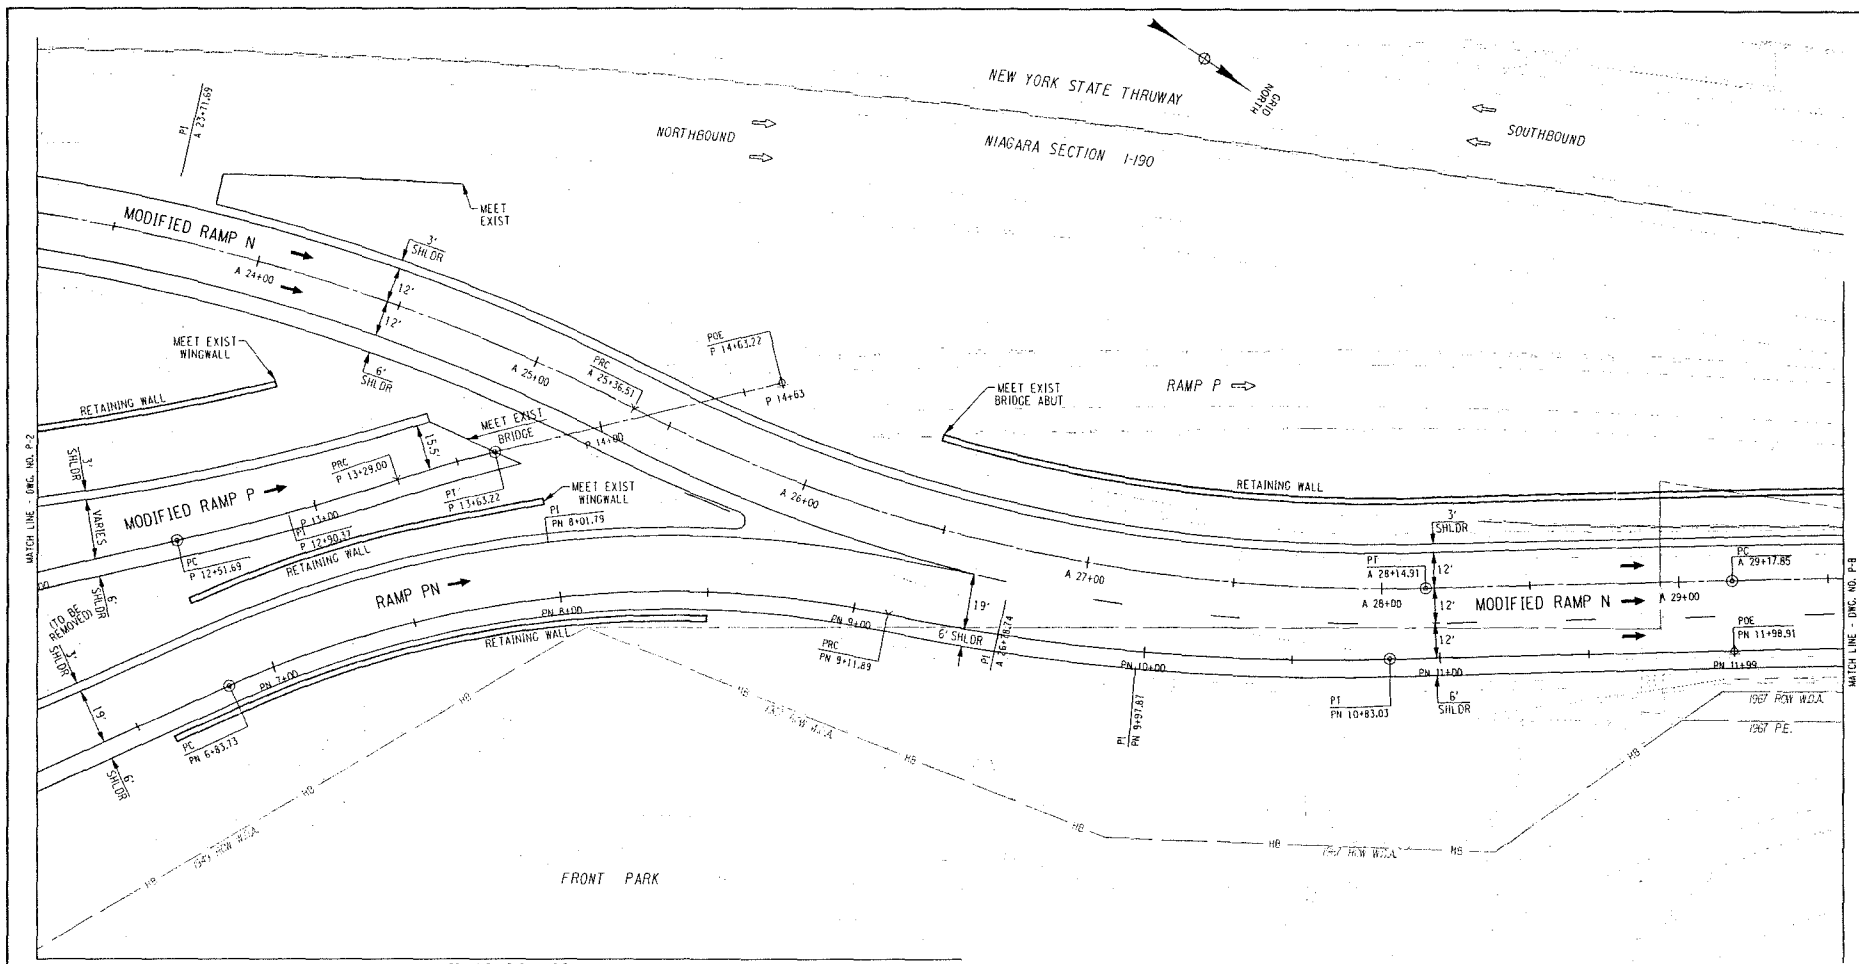 NEW YORK STATE THRUWAY
GRID
NORTH
NORTHBOUND
SOUTHBOUND
NIAGARA SECTION I-190
PI
A 23+71.69
MEET
EXIST
MODIFIED RAMP N
3'
SHLDR
A 24+00
12'
12'
6'
SHLDR
MEET EXIST
WINGWALL
RETAINING WALL
A 25+00
PRC
A 25+36.51
POE
P 14+63.22
P 14+63
RAMP P
MEET EXIST
BRIDGE ABUT
MEET EXIST
BRIDGE
P 14+00
15.5'
MATCH LINE - DWG. NO. P-2
3'
SHLDR
PRC
P 13+29.00
MODIFIED RAMP P
VARIES
P 13+00
PT
P 13+63.22
MEET EXIST
WINGWALL
PI
P 12+90.37
PI
PN 8+01.79
A 26+00
RETAINING WALL
PC
P 12+51.69
RETAINING WALL
3'
SHLDR
6'
SHLDR
(TO BE
REMOVED)
RAMP PN
PN 8+00
RETAINING WALL
A 27+00
PT
A 28+14.91
12'
A 28+00
12'
12'
MODIFIED RAMP N
A 29+00
PC
A 29+17.85
MATCH LINE - DWG. NO. P-8
3'
SHLDR
19'
PN 9+00
PRC
PN 9+11.89
19'
6' SHLDR
PI
A 26+78.74
PN 10+00
PI
PN 9+97.87
PT
PN 10+83.03
PN 11+00
6'
SHLDR
POE
PN 11+98.91
PN 11+99
PN 7+00
PC
PN 6+83.73
6'
SHLDR
HB
HB
HB
HB
HB
HB
HB
HB
1967 ROW W.D.A.
1967 P.E.
1949 ROW W.D.A.
FRONT PARK